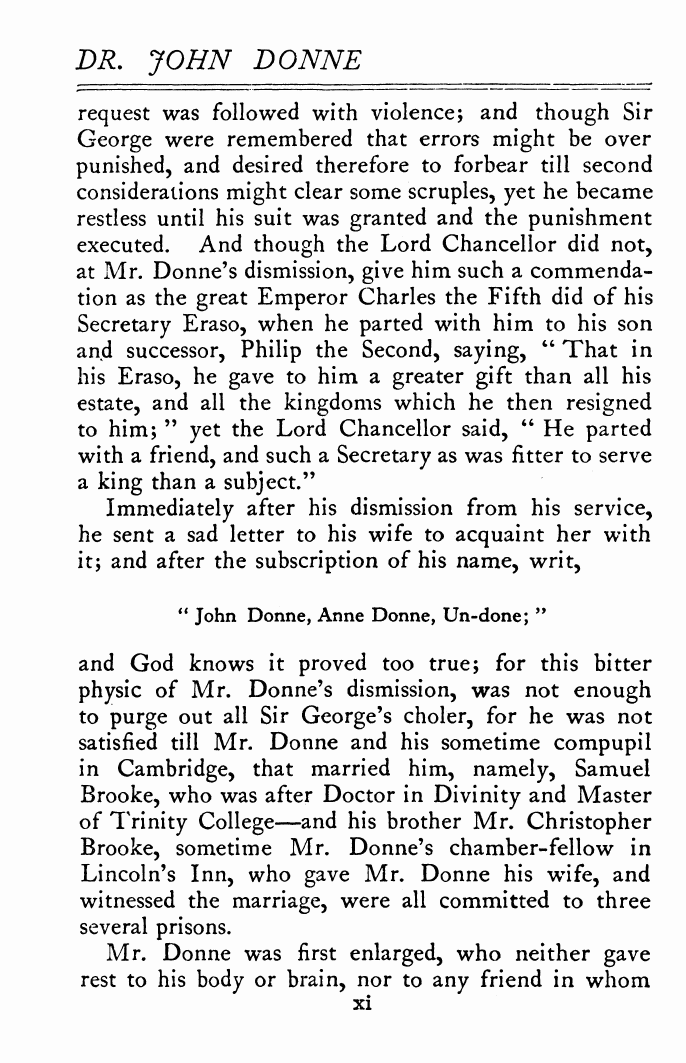 DR. JOHN DONNE
request was followed with violence; and though Sir
George were remembered that errors might be over
punished, and desired therefore to forbear till second
considerations might clear some scruples, yet he became
restless until his suit was granted and the punishment
executed. And though the Lord Chancellor did not,
at Mr. Donne's dismission, give him such a commenda-
tion as the great Emperor Charles the Fifth did of his
Secretary Eraso, when he parted with him to his son
and successor, Philip the Second, saying, “ That in
his Eraso, he gave to him a greater gift than all his
estate, and all the kingdoms which he then resigned
to him; ” yet the Lord Chancellor said, “ He parted
with a friend, and such a Secretary as was fitter to serve
a king than a subject.”
Immediately after his dismission from his service,
he sent a sad letter to his wife to acquaint her with
it; and after the subscription of his name, writ,
“ John Donne, Anne Donne, Un-done; ”
and God knows it proved too true; for this bitter
physic of Mr. Donne's dismission, was not enough
to purge out all Sir George's choler, for he was not
satisfied till Mr. Donne and his sometime compupil
in Cambridge, that married him, namely, Samuel
Brooke, who was after Doctor in Divinity and Master
of Trinity College—and his brother Mr. Christopher
Brooke, sometime Mr. Donne's chamber-fellow in
Lincoln's Inn, who gave Mr. Donne his wife, and
witnessed the marriage, were all committed to three
several prisons.
Mr. Donne was first enlarged, who neither gave
rest to his body or brain, nor to any friend in whom
xi